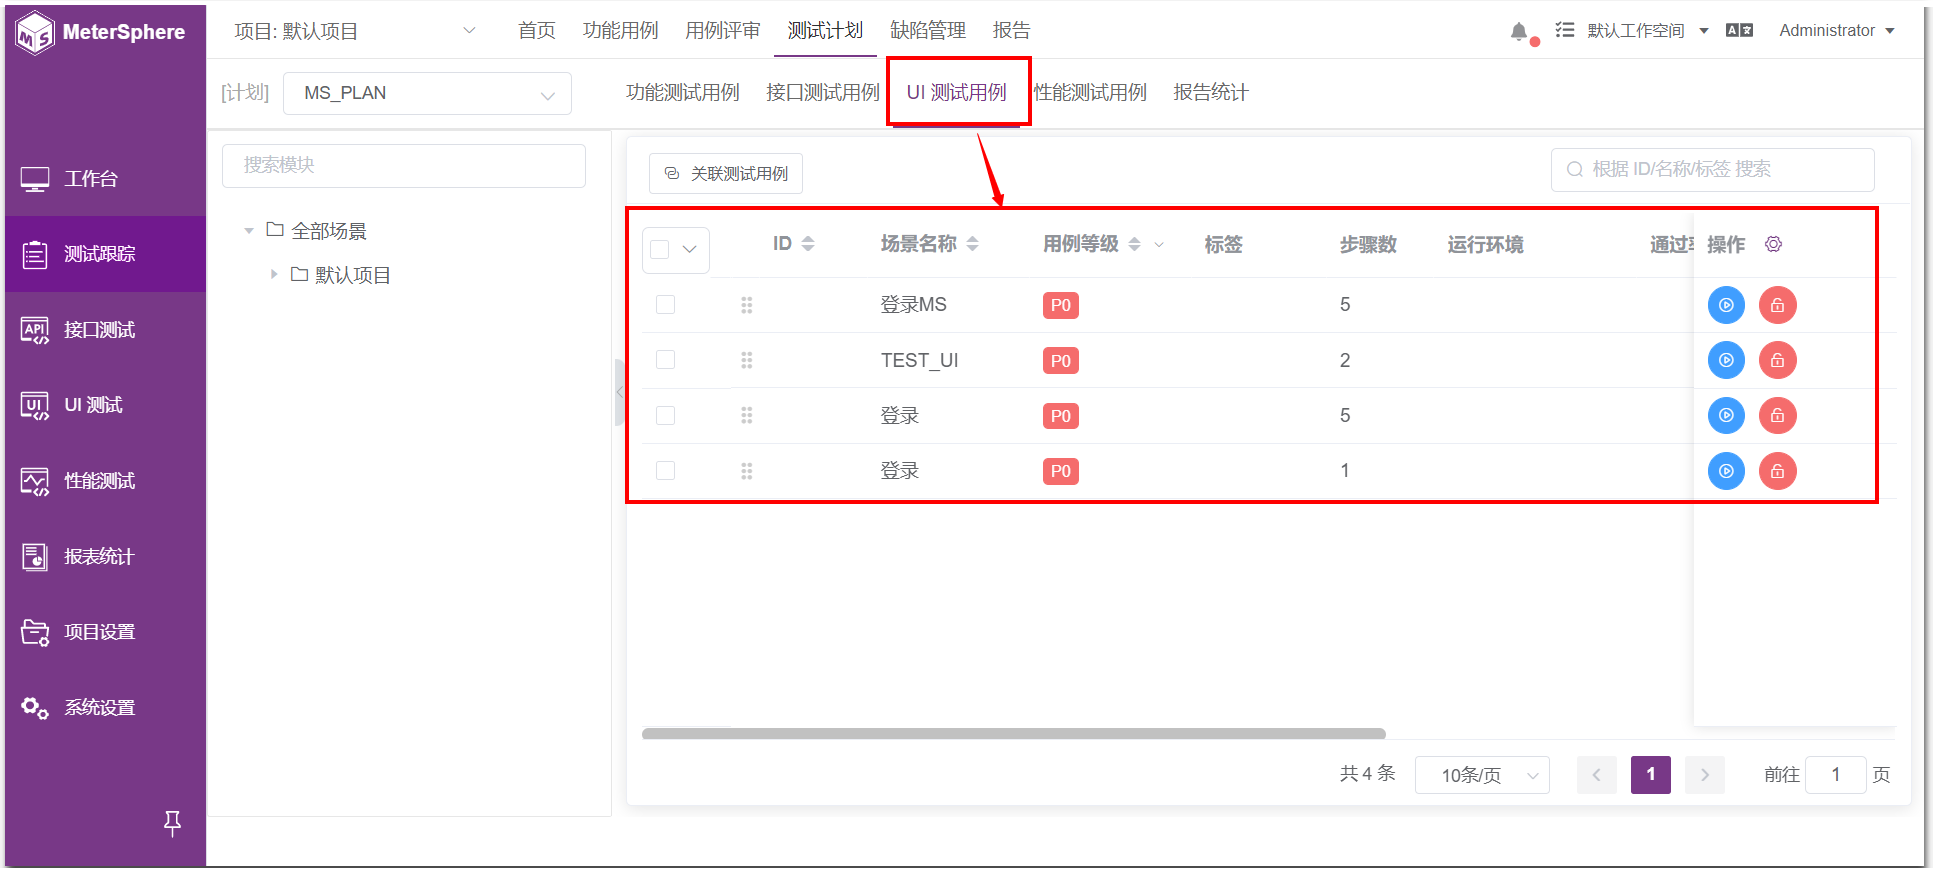 MeterSphere
项目: 默认项目
首页 功能用例 用例评审 测试计划 缺陷管理 报告
默认工作空间
Administrator
[计划] MS_PLAN
功能测试用例 接口测试用例 UI 测试用例 性能测试用例 报告统计
工作台
测试跟踪
接口测试
UI 测试
性能测试
报表统计
项目设置
系统设置
搜索模块
全部场景
默认项目
关联测试用例
根据 ID/名称/标签 搜索
ID 场景名称 用例等级 标签 步骤数 运行环境 通过 操作
登录MS P0 5
TEST_UI P0 2
登录 P0 5
登录 P0 1
共 4 条 10条/页 1 前往 1 页